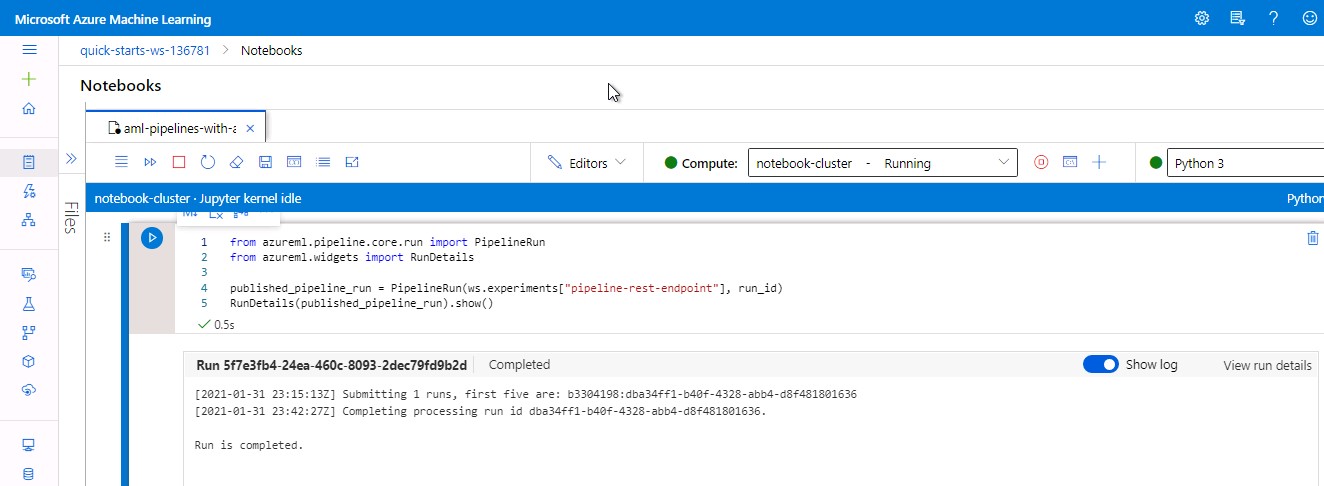 Microsoft Azure Machine Learning
quick-starts-ws-136781 > Notebooks
Notebooks
aml-pipelines-with-a
Editors
Compute: notebook-cluster - Running
Python 3
notebook-cluster · Jupyter kernel idle
Python
Files
1 from azureml.pipeline.core.run import PipelineRun
2 from azureml.widgets import RunDetails
3
4 published_pipeline_run = PipelineRun(ws.experiments["pipeline-rest-endpoint"], run_id)
5 RunDetails(published_pipeline_run).show()
0.5s
Run 5f7e3fb4-24ea-460c-8093-2dec79fd9b2d Completed
Show log
View run details
[2021-01-31 23:15:13Z] Submitting 1 runs, first five are: b3304198:dba34ff1-b40f-4328-abb4-d8f481801636
[2021-01-31 23:42:27Z] Completing processing run id dba34ff1-b40f-4328-abb4-d8f481801636.
Run is completed.